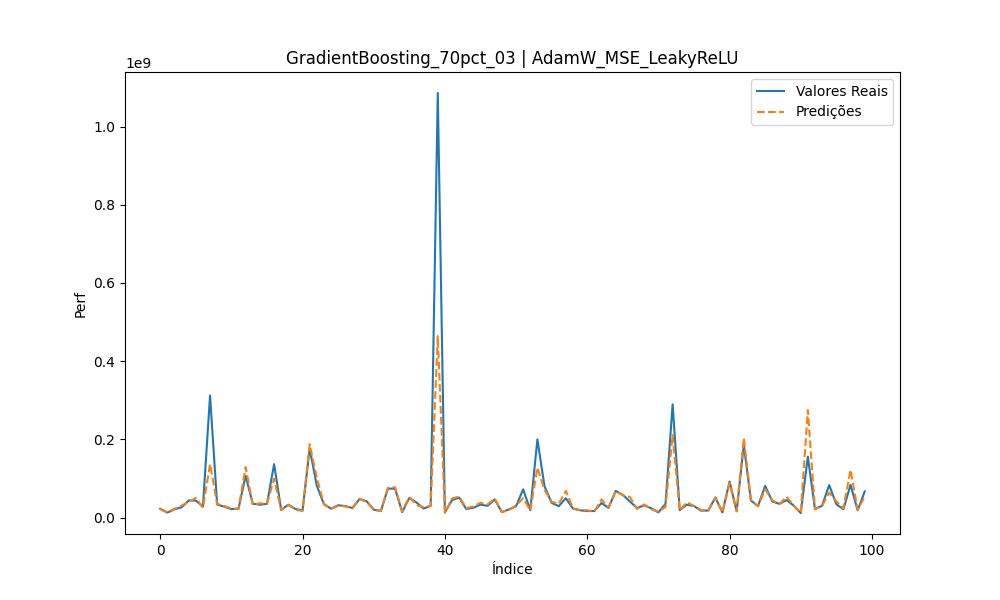 GradientBoosting_70pct_03 | AdamW_MSE_LeakyReLU
1e9
Valores Reais
Predições
1.0
0.8
0.6
0.4
0.2
0.0
Perf
0 20 40 60 80 100
Índice